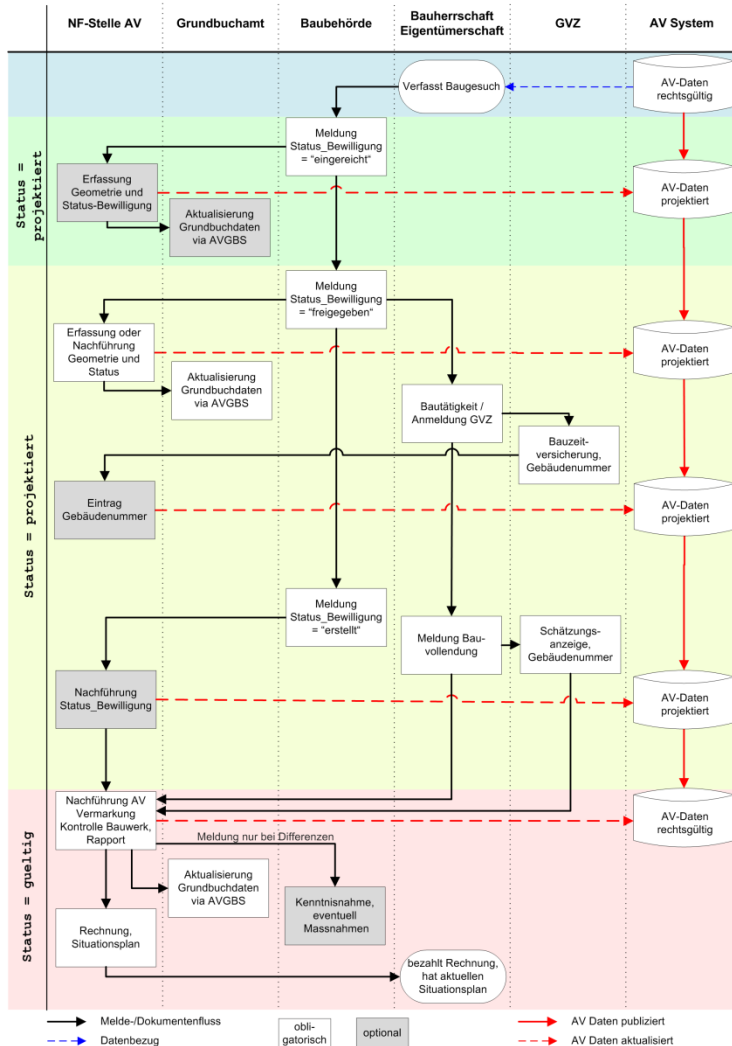 NF-Stelle AV
Grundbuchamt
Baubehörde
Bauherrschaft
Eigentümerschaft
GVZ
AV System
Verfasst Baugesuch
AV-Daten
rechtsgültig
Status =
projektiert
Meldung
Status_Bewilligung
= "eingereicht"
Erfassung
Geometrie und
Status-Bewilligung
AV-Daten
projektiert
Aktualisierung
Grundbuchdaten
via AVGBS
Status = projektiert
Meldung
Status_Bewilligung
= "freigegeben"
Erfassung oder
Nachführung
Geometrie und
Status
AV-Daten
projektiert
Aktualisierung
Grundbuchdaten
via AVGBS
Bautätigkeit /
Anmeldung GVZ
Bauzeit-
versicherung,
Gebäudenummer
Eintrag
Gebäudenummer
AV-Daten
projektiert
Meldung
Status_Bewilligung
= "erstellt"
Meldung Bau-
vollendung
Schätzungs-
anzeige,
Gebäudenummer
Nachführung
Status_Bewilligung
AV-Daten
projektiert
Status = gueltig
Nachführung AV
Vermarkung
Kontrolle Bauwerk,
Rapport
AV-Daten
rechtsgültig
Meldung nur bei Differenzen
Aktualisierung
Grundbuchdaten
via AVGBS
Kenntnisnahme,
eventuell
Massnahmen
Rechnung,
Situationsplan
bezahlt Rechnung,
hat aktuellen
Situationsplan
Melde-/Dokumentenfluss
Datenbezug
obli-
gatorisch
optional
AV Daten publiziert
AV Daten aktualisiert